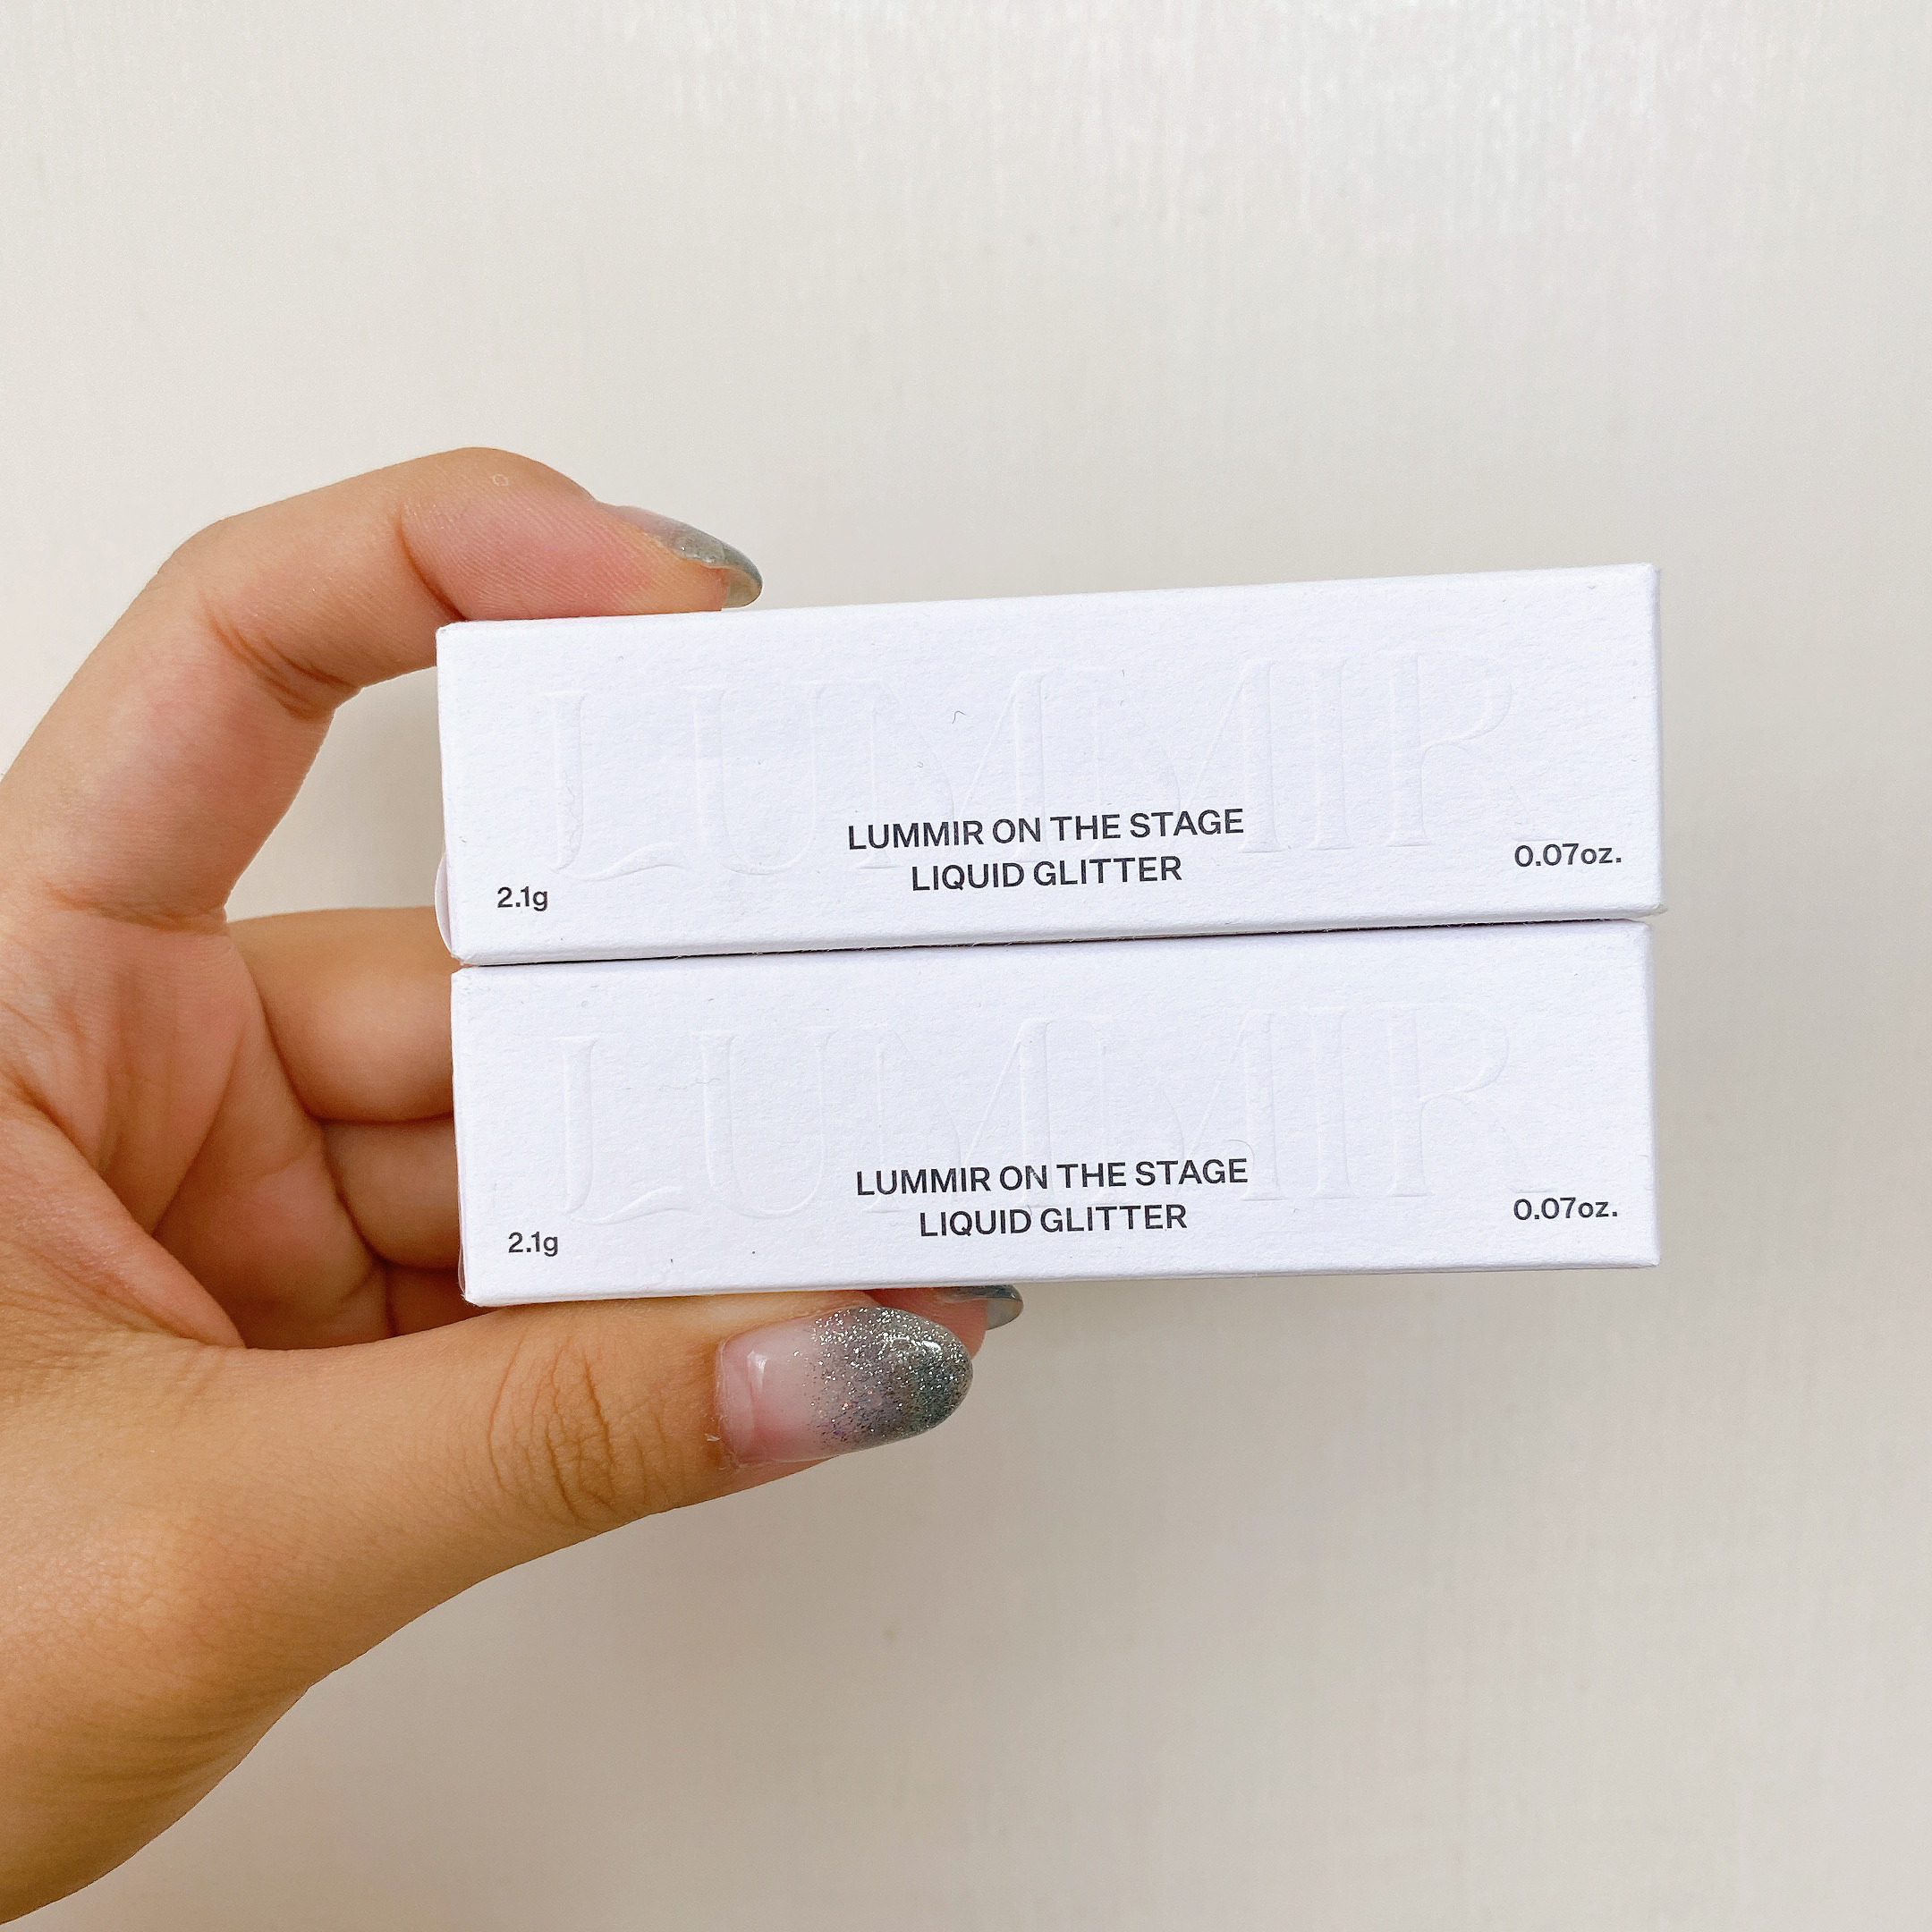 LUMMIR
LUMMIR ON THE STAGE
LIQUID GLITTER
2.1g
0.07oz.
LUMMIR
LUMMIR ON THE STAGE
LIQUID GLITTER
2.1g
0.07oz.